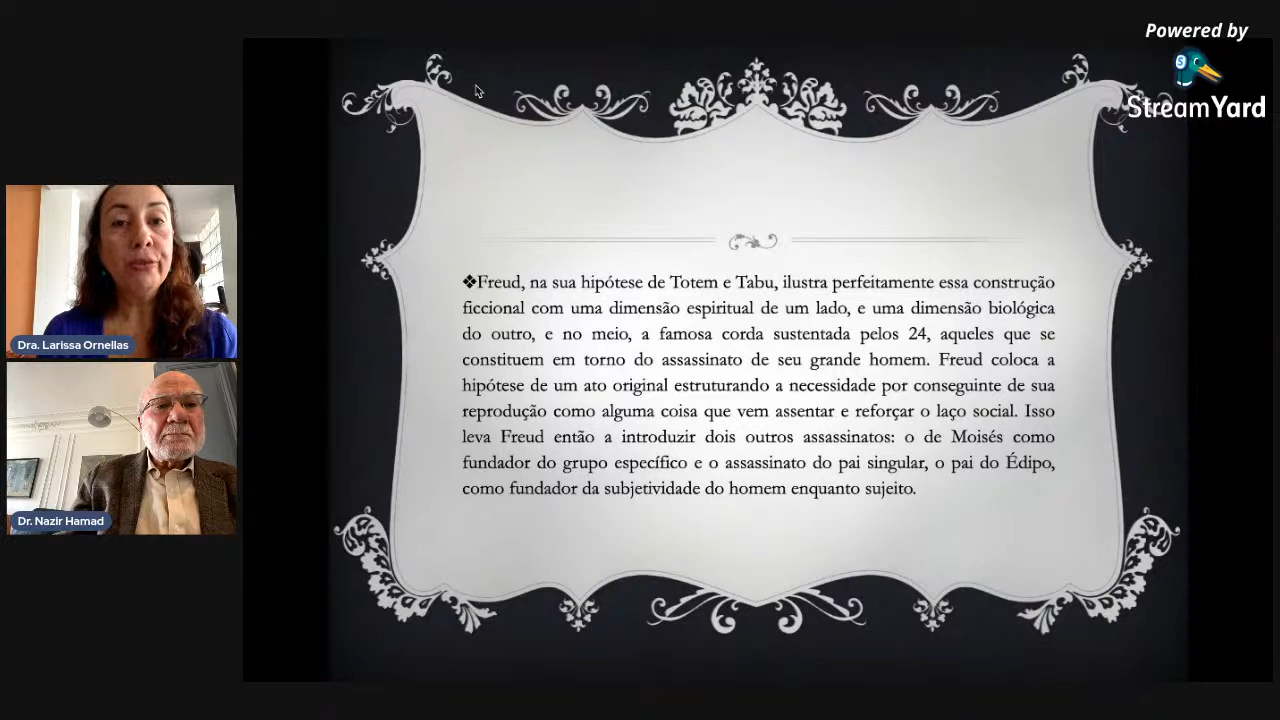 Powered by
StreamYard
❖Freud, na sua hipótese de Totem e Tabu, ilustra perfeitamente essa construção
ficcional com uma dimensão espiritual de um lado, e uma dimensão biológica
do outro, e no meio, a famosa corda sustentada pelos 24, aqueles que se
constituem em torno do assassinato de seu grande homem. Freud coloca a
hipótese de um ato original estruturando a necessidade por conseguinte de sua
reprodução como alguma coisa que vem assentar e reforçar o laço social. Isso
leva Freud então a introduzir dois outros assassinatos: o de Moisés como
fundador do grupo específico e o assassinato do pai singular, o pai do Édipo,
como fundador da subjetividade do homem enquanto sujeito.
Dra. Larissa Ornellas
Dr. Nazir Hamad